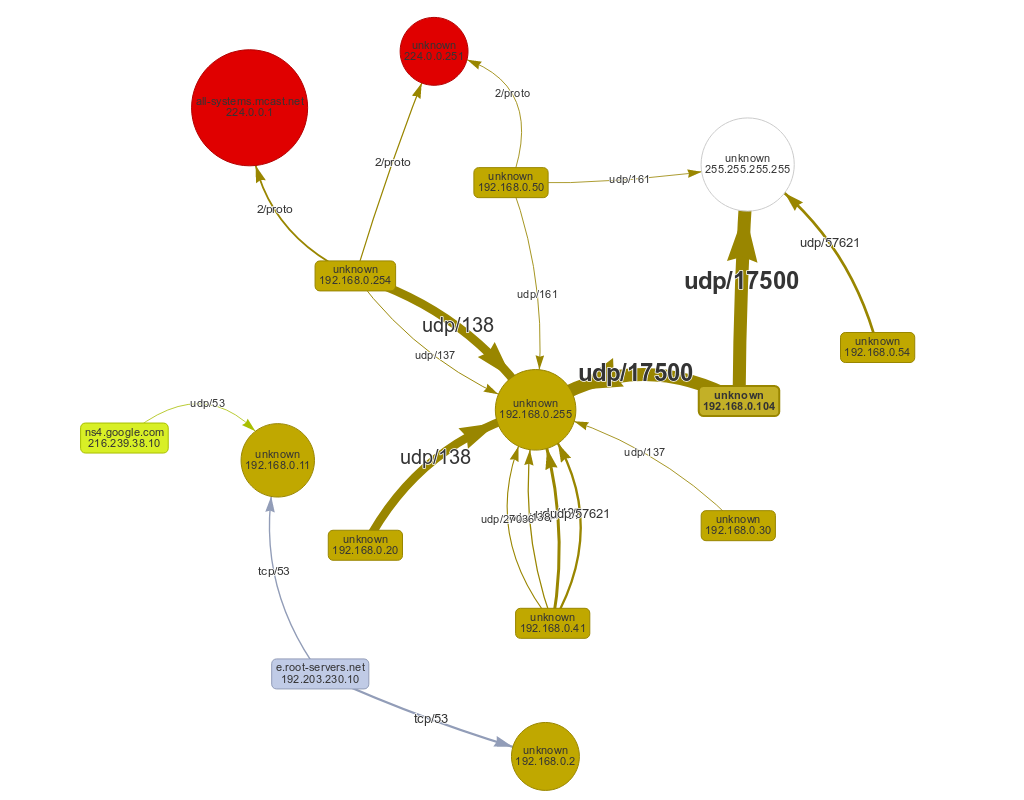 unknown
224.0.0.251
all-systems.mcast.net
224.0.0.1
2/proto
unknown
255.255.255.255
2/proto
unknown
192.168.0.50
udp/161
2/proto
udp/57621
unknown
192.168.0.254
udp/17500
udp/161
udp/138
udp/137
unknown
192.168.0.54
udp/17500
unknown
192.168.0.104
unknown
192.168.0.255
udp/53
ns4.google.com
216.239.38.10
unknown
192.168.0.11
udp/138
udp/137
udp/27036
udp/57621
unknown
192.168.0.30
unknown
192.168.0.20
tcp/53
unknown
192.168.0.41
e.root-servers.net
192.203.230.10
tcp/53
unknown
192.168.0.2